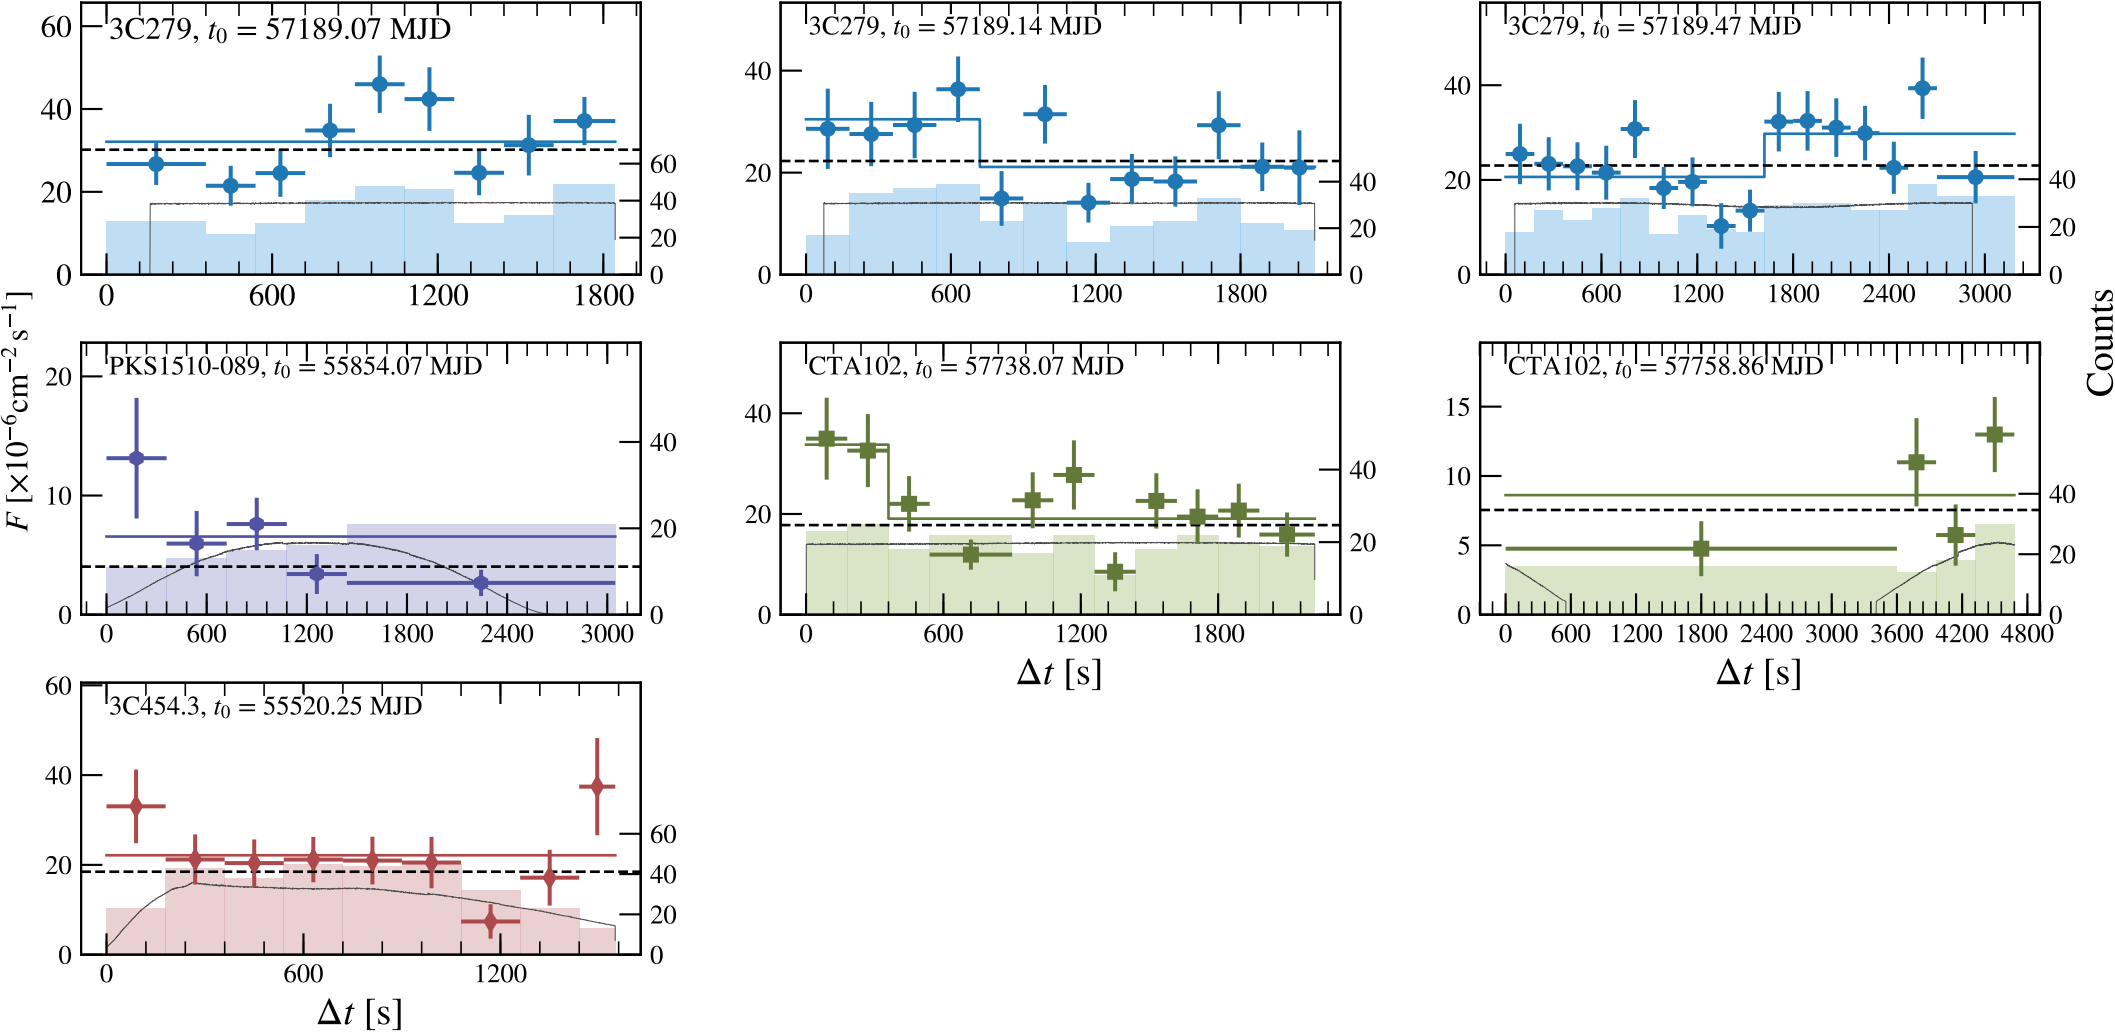 3C279, t₀ = 57189.07 MJD
60
40
20
0
60
40
20
0
0 600 1200 1800
3C279, t₀ = 57189.14 MJD
40
20
0
40
20
0
0 600 1200 1800
3C279, t₀ = 57189.47 MJD
40
20
0
40
20
0
0 600 1200 1800 2400 3000
F [×10⁻⁶cm⁻² s⁻¹]
Counts
PKS1510-089, t₀ = 55854.07 MJD
20
10
0
40
20
0
0 600 1200 1800 2400 3000
CTA102, t₀ = 57738.07 MJD
40
20
0
40
20
0
0 600 1200 1800
Δt [s]
CTA102, t₀ = 57758.86 MJD
15
10
5
0
40
20
0
0 600 1200 1800 2400 3000 3600 4200 4800
Δt [s]
3C454.3, t₀ = 55520.25 MJD
60
40
20
0
60
40
20
0
0 600 1200
Δt [s]